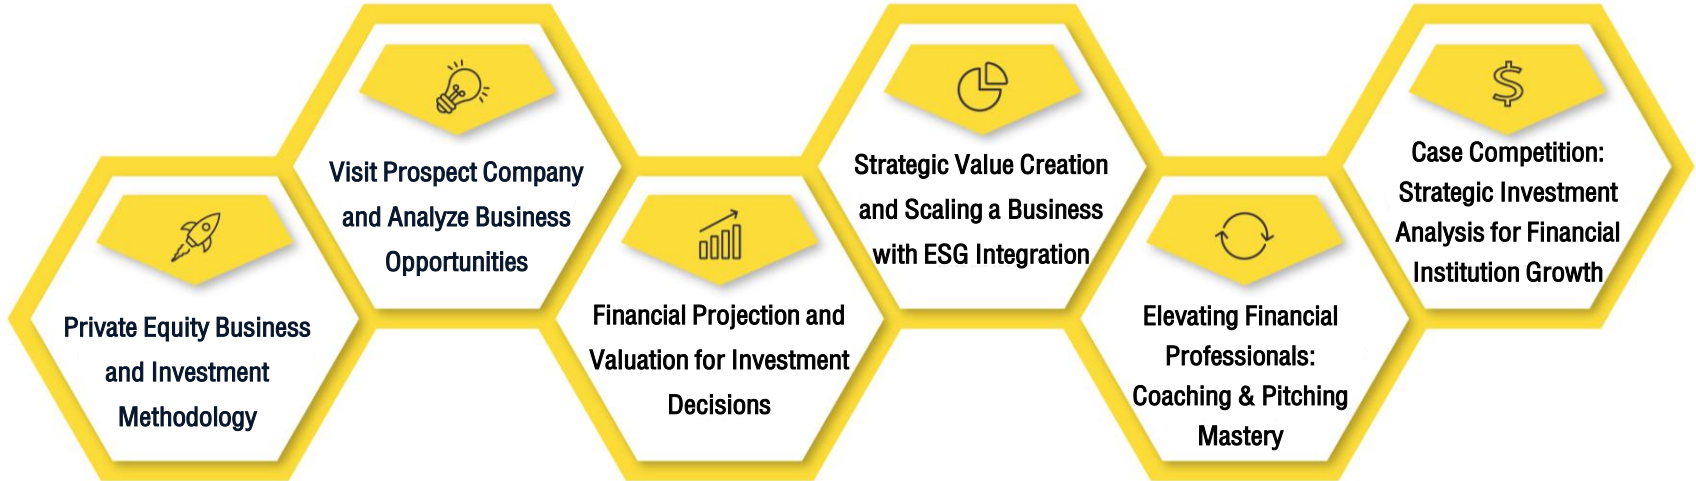 Private Equity Business
and Investment
Methodology
Visit Prospect Company
and Analyze Business
Opportunities
Financial Projection and
Valuation for Investment
Decisions
Strategic Value Creation
and Scaling a Business
with ESG Integration
Elevating Financial
Professionals:
Coaching & Pitching
Mastery
Case Competition:
Strategic Investment
Analysis for Financial
Institution Growth